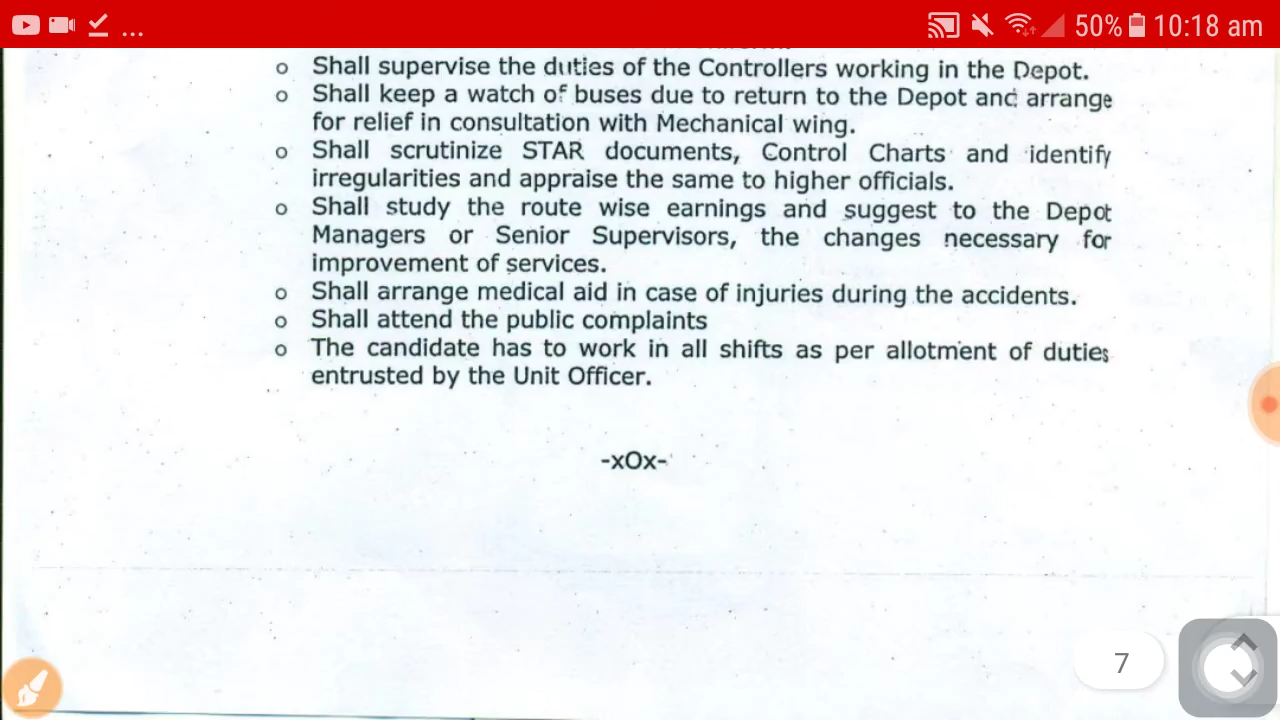 ... 50% 10:18 am
o Shall supervise the duties of the Controllers working in the Depot.
o Shall keep a watch of buses due to return to the Depot and arrange
for relief in consultation with Mechanical wing.
o Shall scrutinize STAR documents, Control Charts and identify
irregularities and appraise the same to higher officials.
o Shall study the route wise earnings and suggest to the Depot
Managers or Senior Supervisors, the changes necessary for
improvement of services.
o Shall arrange medical aid in case of injuries during the accidents.
o Shall attend the public complaints
o The candidate has to work in all shifts as per allotment of duties
entrusted by the Unit Officer.
-xOx-
7